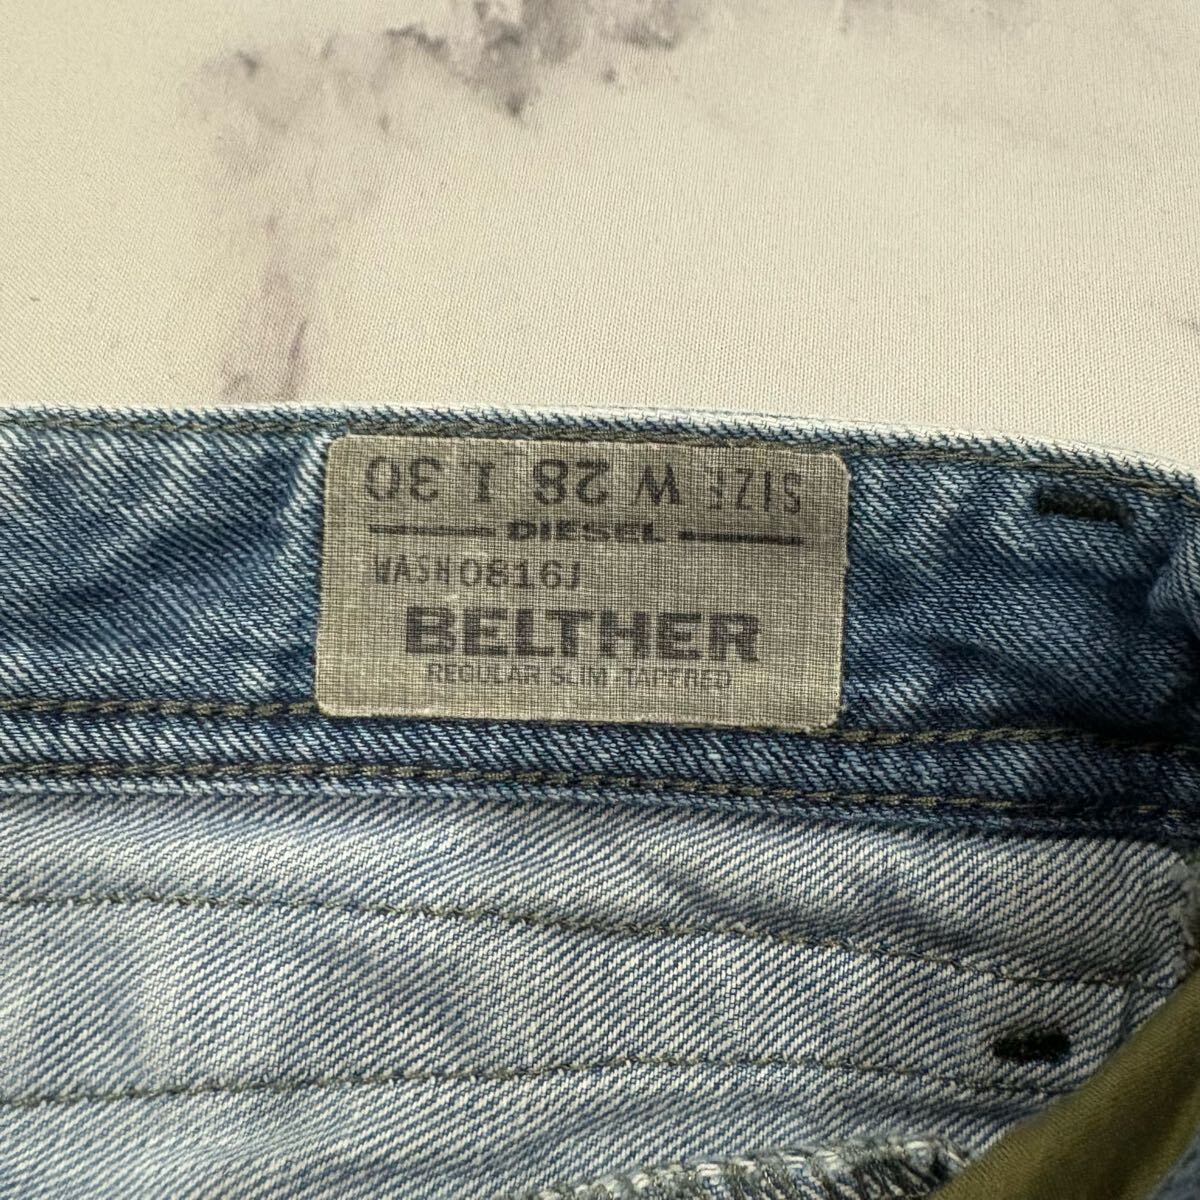 SIZE W 28 L 30
DIESEL
WASH0816J
BELTHER
REGULAR SLIM-TAPERED